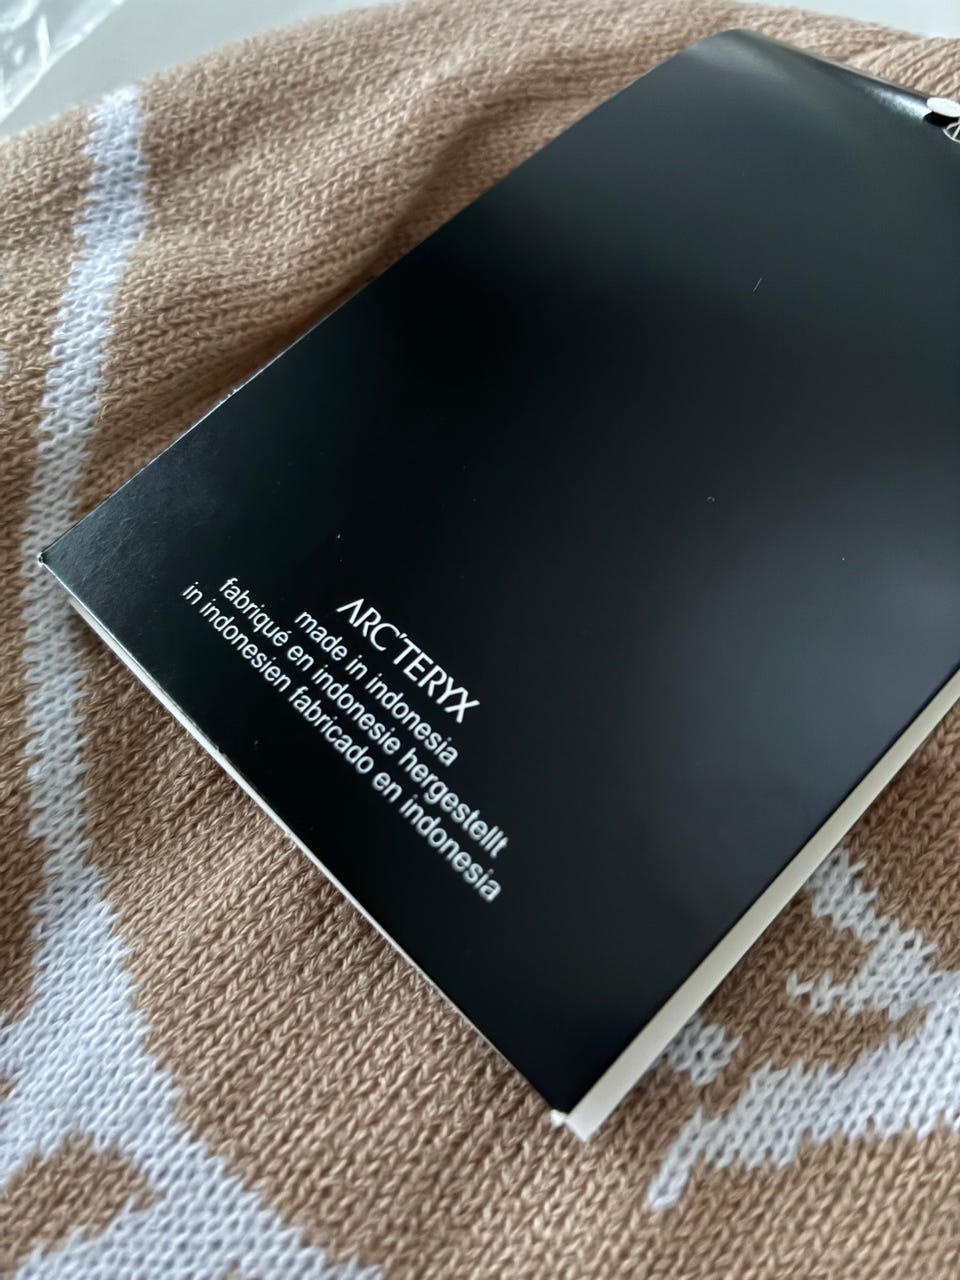 ARC'TERYX
made in indonesia
fabriqué en indonesie hergestellt
in indonesien fabricado en indonesia